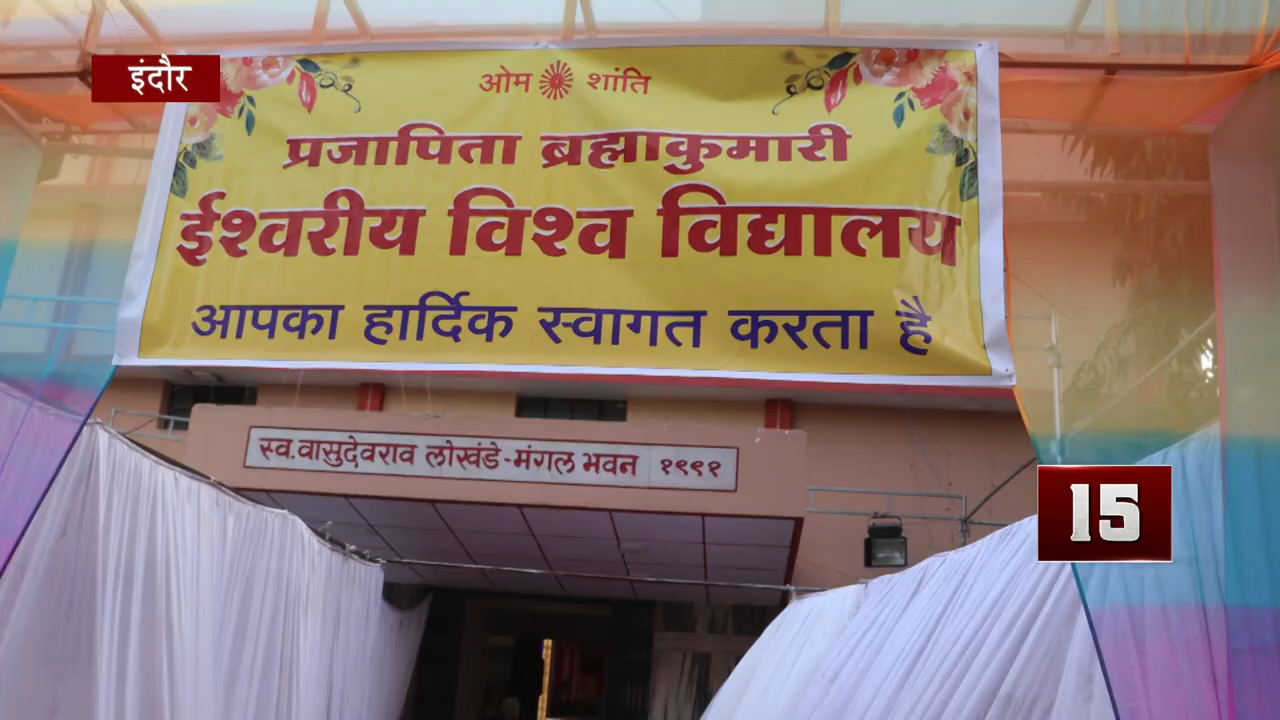 इंदौर
ओम शांति
प्रजापिता ब्रह्माकुमारी
ईश्वरीय विश्व विद्यालय
आपका हार्दिक स्वागत करता है
स्व. वासुदेवराव लोखंडे-मंगल भवन १९९१
15